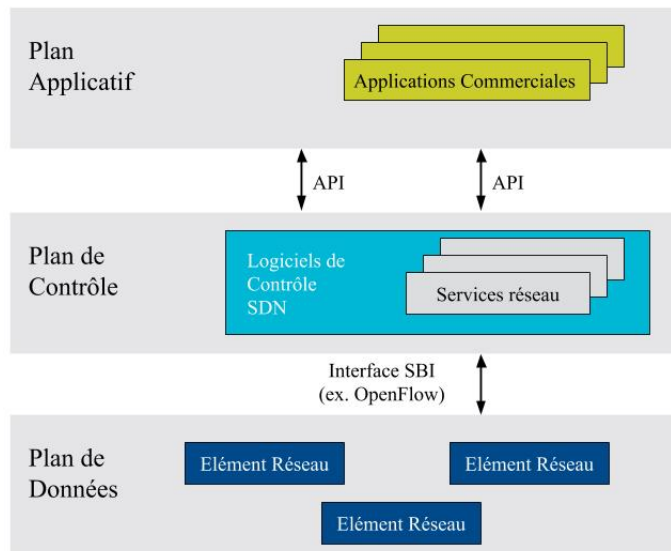 Plan
Applicatif
Applications Commerciales
API
API
Plan de
Contrôle
Logiciels de
Contrôle
SDN
Services réseau
Interface SBI
(ex. OpenFlow)
Plan de
Données
Elément Réseau
Elément Réseau
Elément Réseau